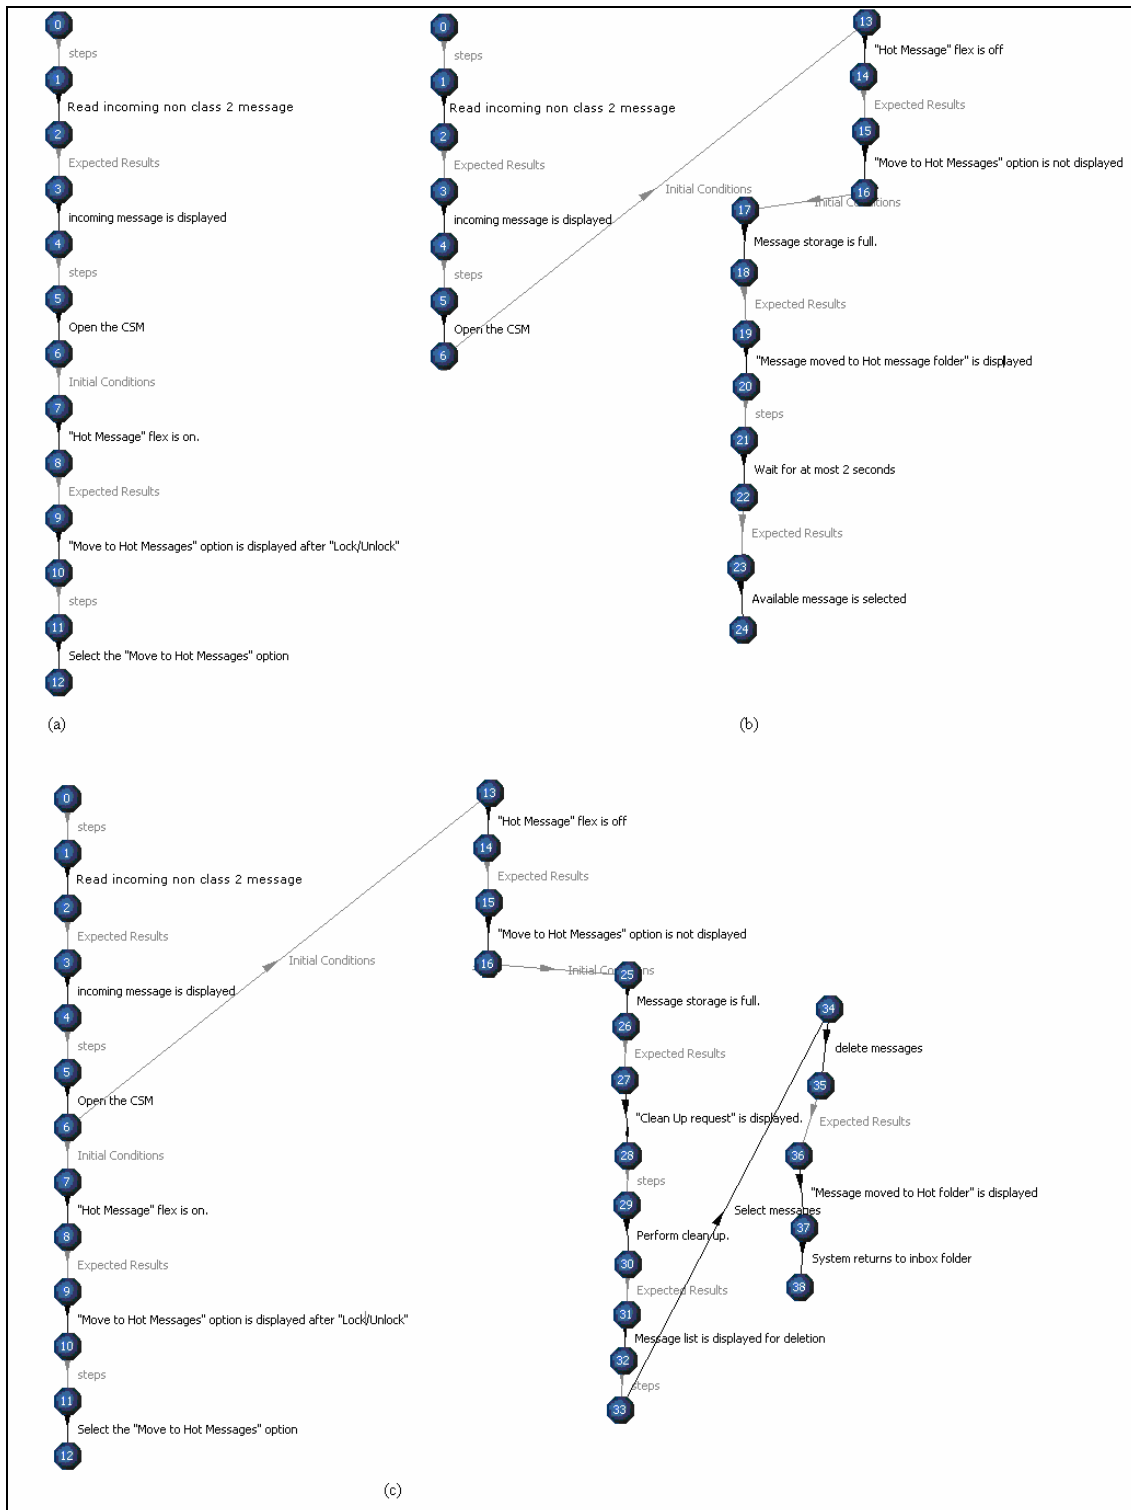 0
steps
1
Read incoming non class 2 message
2
Expected Results
3
incoming message is displayed
4
steps
5
Open the CSM
6
Initial Conditions
7
"Hot Message" flex is on.
8
Expected Results
9
"Move to Hot Messages" option is displayed after "Lock/Unlock"
10
steps
11
Select the "Move to Hot Messages" option
12
(a)
0
steps
1
Read incoming non class 2 message
2
Expected Results
3
incoming message is displayed
4
steps
5
Open the CSM
6
Initial Conditions
13
"Hot Message" flex is off
14
Expected Results
15
"Move to Hot Messages" option is not displayed
16
Initial Conditions
17
Message storage is full.
18
Expected Results
19
"Message moved to Hot message folder" is displayed
20
steps
21
Wait for at most 2 seconds
22
Expected Results
23
Available message is selected
24
(b)
0
steps
1
Read incoming non class 2 message
2
Expected Results
3
incoming message is displayed
4
steps
5
Open the CSM
6
Initial Conditions
7
"Hot Message" flex is on.
8
Expected Results
9
"Move to Hot Messages" option is displayed after "Lock/Unlock"
10
steps
11
Select the "Move to Hot Messages" option
12
Initial Conditions
13
"Hot Message" flex is off
14
Expected Results
15
"Move to Hot Messages" option is not displayed
16
Initial Conditions
25
Message storage is full.
26
Expected Results
27
"Clean Up request" is displayed.
28
steps
29
Perform clean up.
30
Expected Results
31
Message list is displayed for deletion
32
steps
33
Select messages
34
delete messages
35
Expected Results
36
"Message moved to Hot folder" is displayed
37
System returns to inbox folder
38
(c)